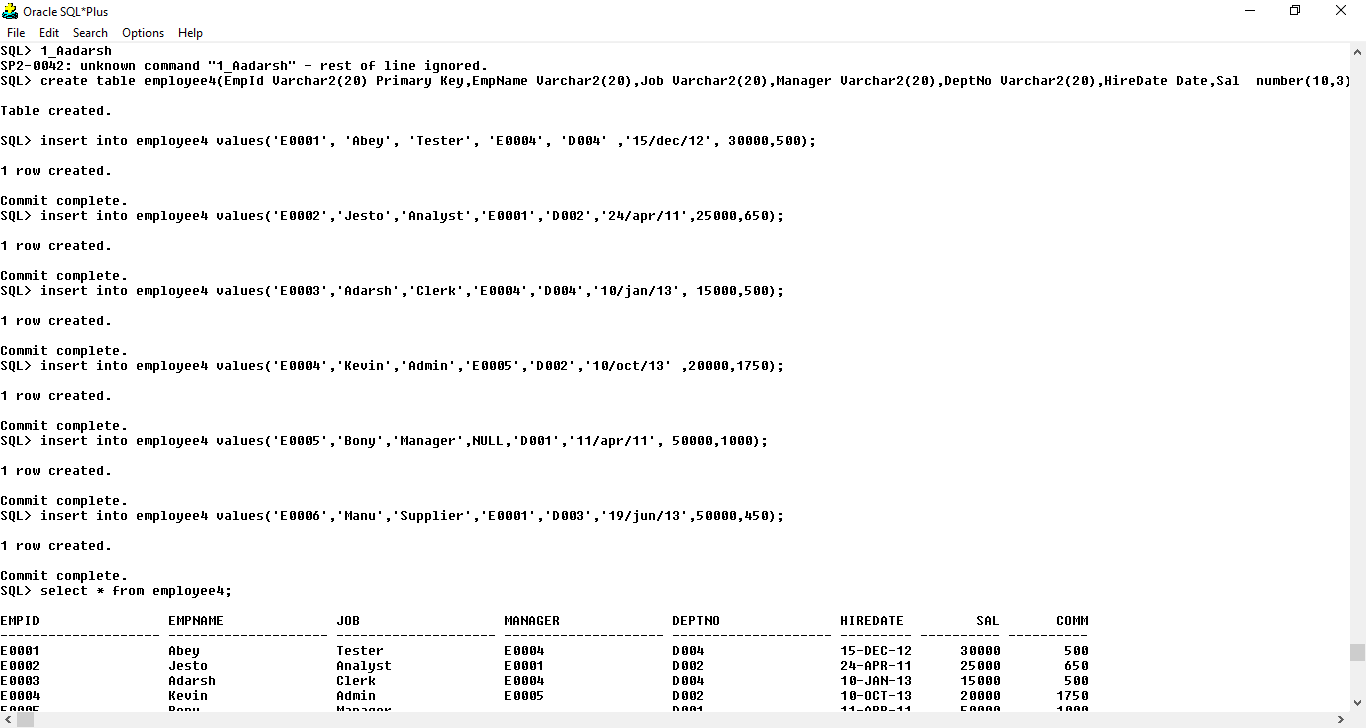 Oracle SQL*Plus
File Edit Search Options Help
SQL> 1_Aadarsh
SP2-0042: unknown command "1_Aadarsh" - rest of line ignored.
SQL> create table employee4(EmpId Varchar2(20) Primary Key,EmpName Varchar2(20),Job Varchar2(20),Manager Varchar2(20),DeptNo Varchar2(20),HireDate Date,Sal  number(10,3)
Table created.
SQL> insert into employee4 values('E0001', 'Abey', 'Tester', 'E0004', 'D004' ,'15/dec/12', 30000,500);
1 row created.
Commit complete.
SQL> insert into employee4 values('E0002','Jesto','Analyst','E0001','D002','24/apr/11',25000,650);
1 row created.
Commit complete.
SQL> insert into employee4 values('E0003','Adarsh','Clerk','E0004','D004','10/jan/13', 15000,500);
1 row created.
Commit complete.
SQL> insert into employee4 values('E0004','Kevin','Admin','E0005','D002','10/oct/13' ,20000,1750);
1 row created.
Commit complete.
SQL> insert into employee4 values('E0005','Bony','Manager',NULL,'D001','11/apr/11', 50000,1000);
1 row created.
Commit complete.
SQL> insert into employee4 values('E0006','Manu','Supplier','E0001','D003','19/jun/13',50000,450);
1 row created.
Commit complete.
SQL> select * from employee4;
EMPID EMPNAME JOB MANAGER DEPTNO HIREDATE SAL COMM
-------------------- -------------------- -------------------- -------------------- -------------------- --------- ---------- ----------
E0001 Abey Tester E0004 D004 15-DEC-12 30000 500
E0002 Jesto Analyst E0001 D002 24-APR-11 25000 650
E0003 Adarsh Clerk E0004 D004 10-JAN-13 15000 500
E0004 Kevin Admin E0005 D002 10-OCT-13 20000 1750
E0005 Bony Manager D001 11-APR-11 50000 1000